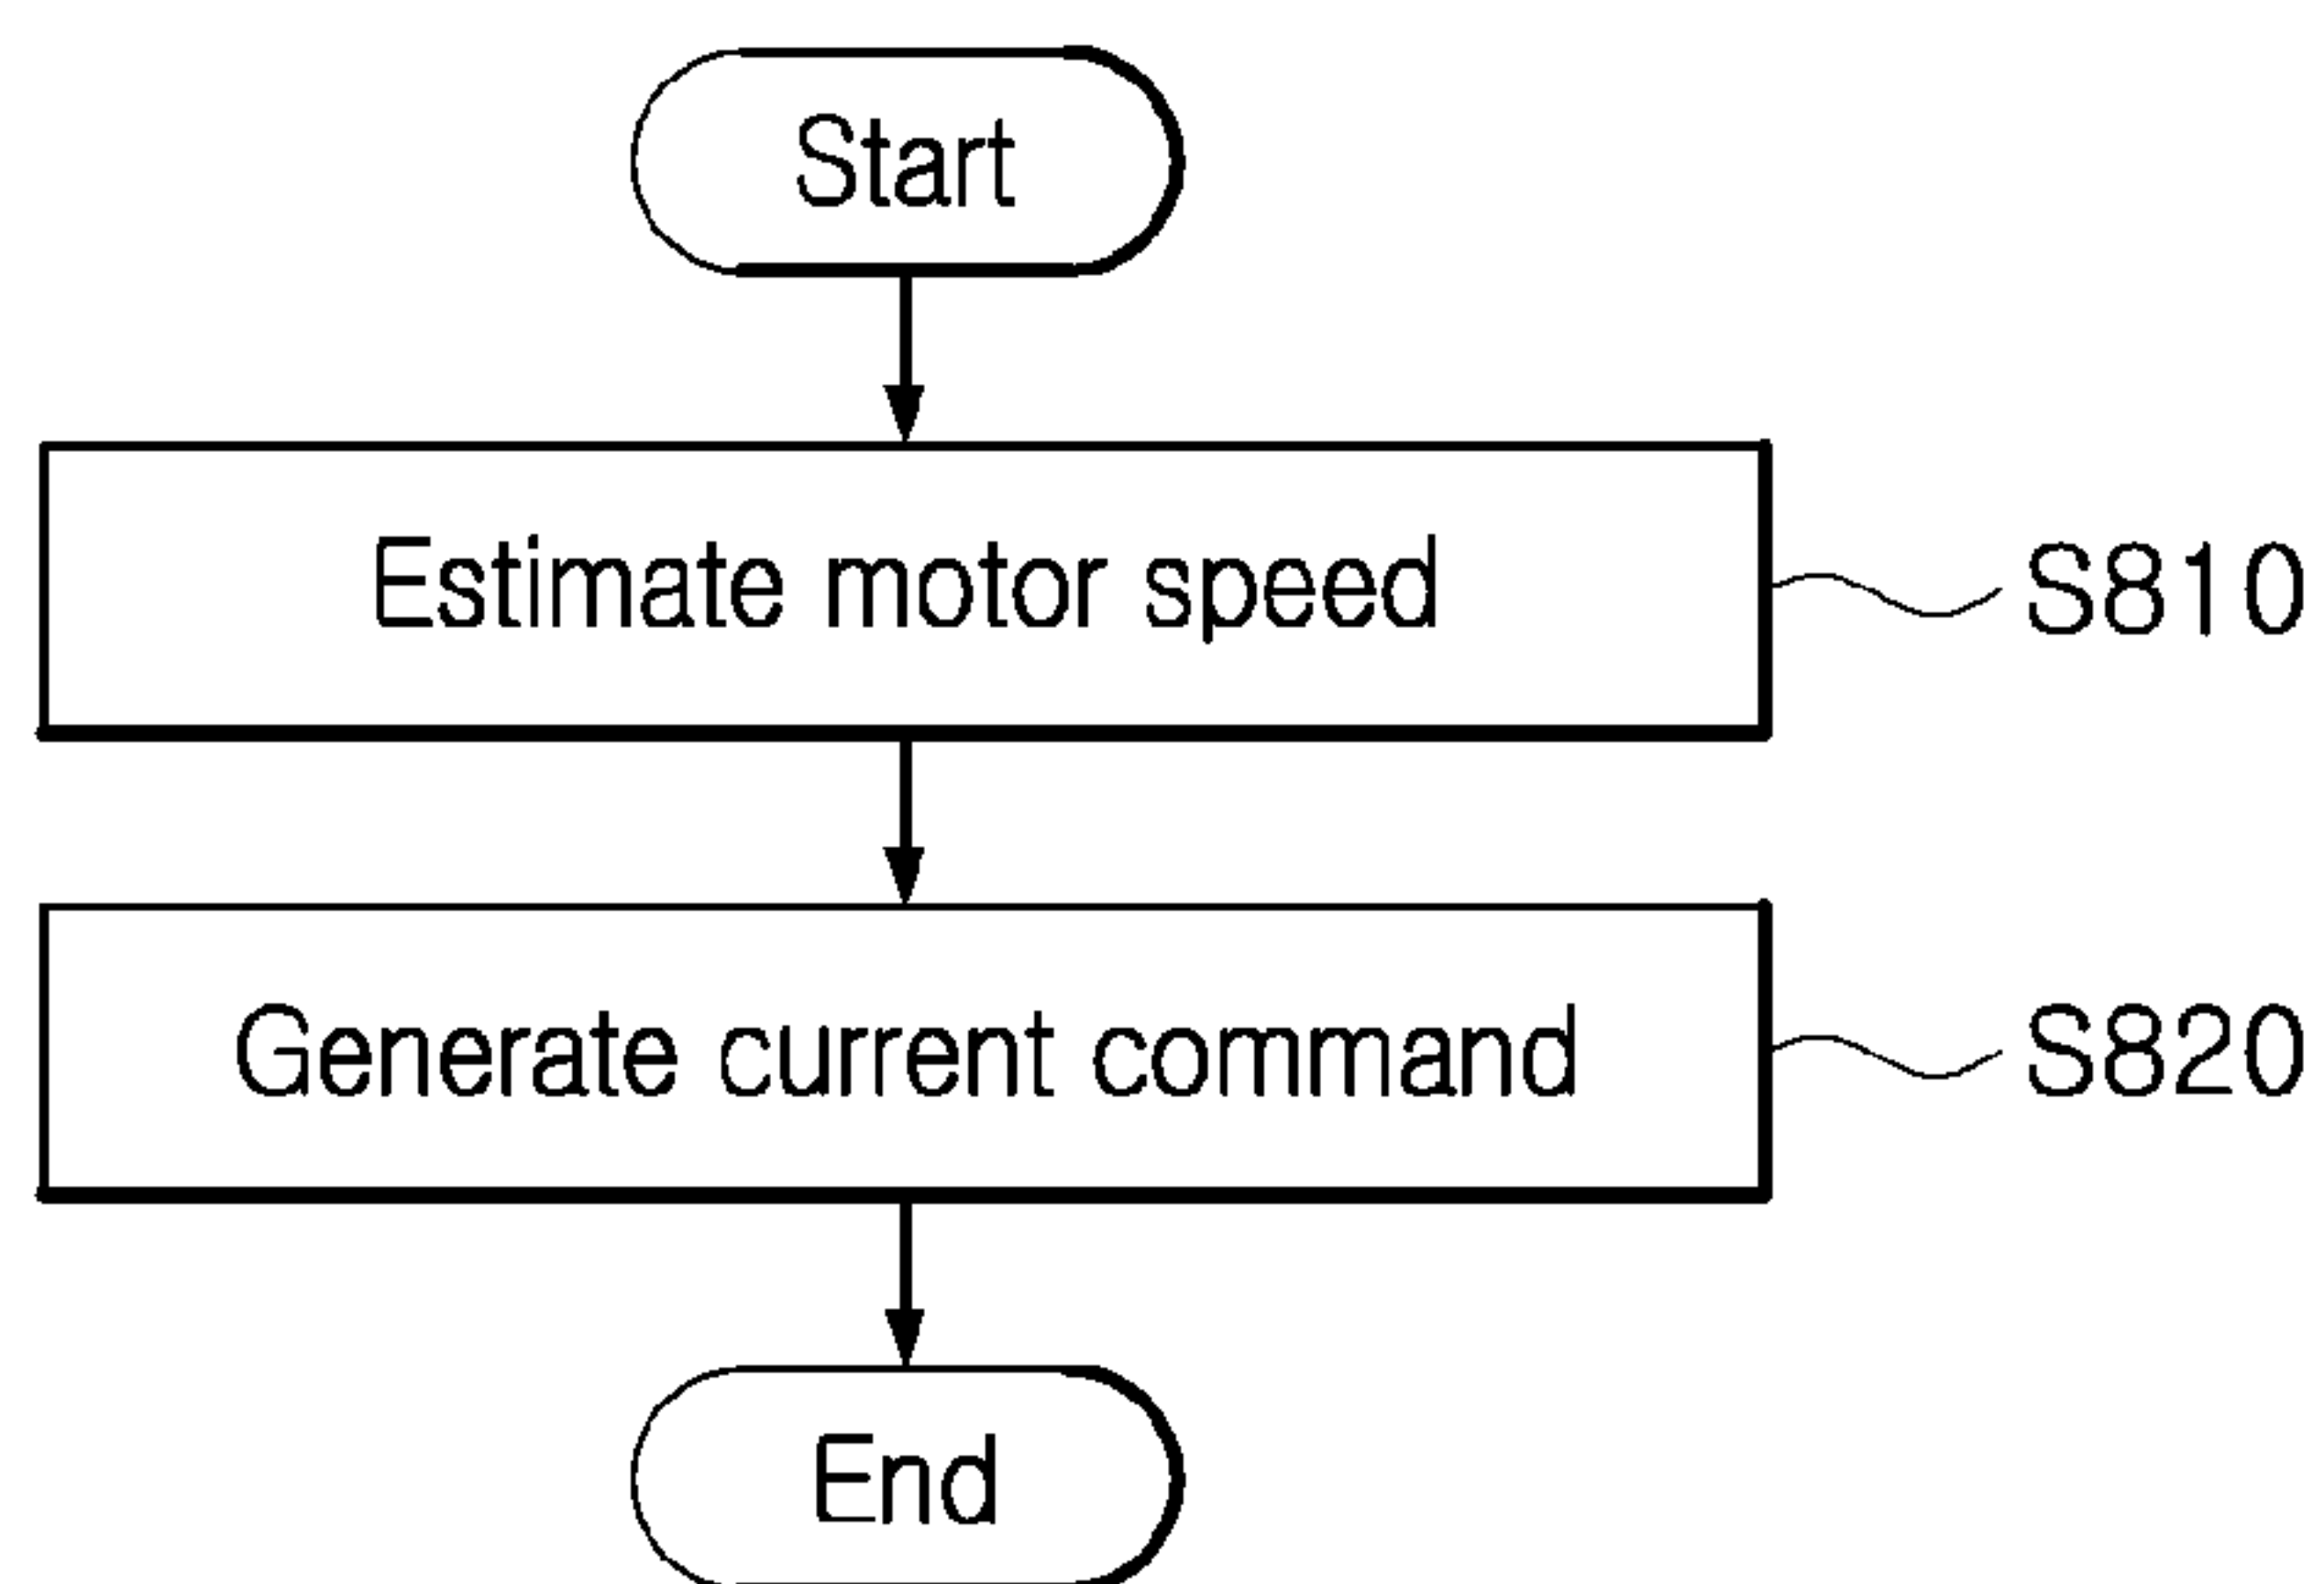 Start
Estimate motor speed
S810
Generate current command
S820
End